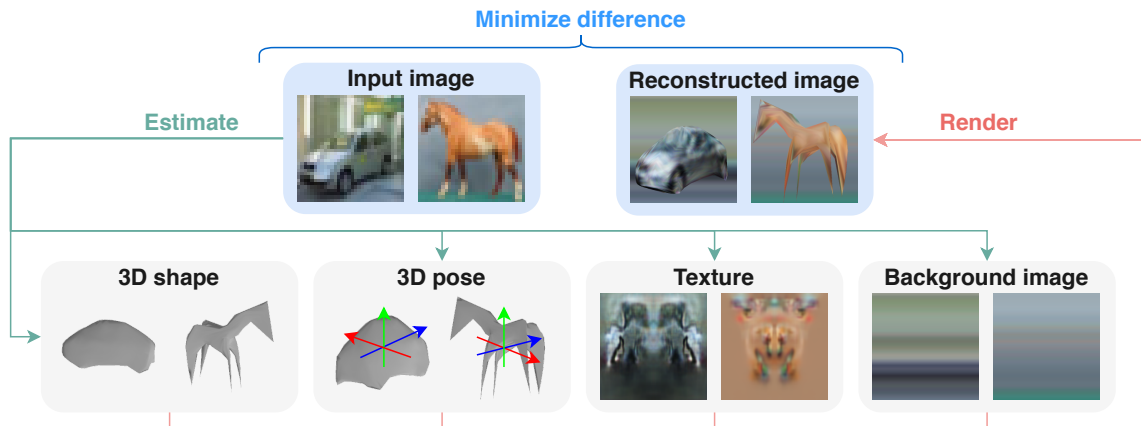 Minimize difference
Input image
Reconstructed image
Estimate
Render
3D shape
3D pose
Texture
Background image